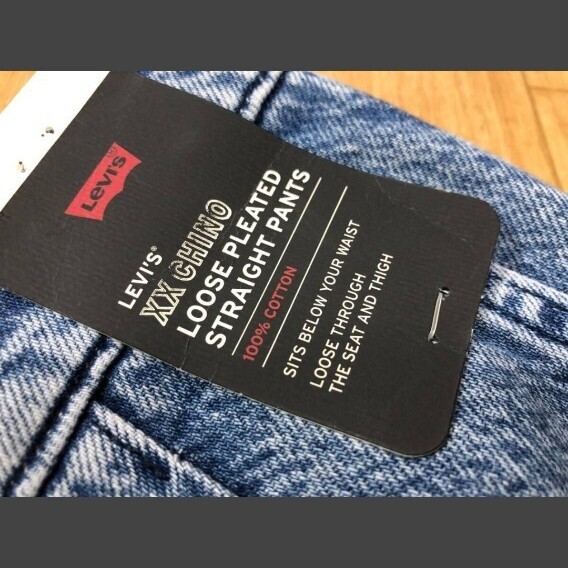 Levi's
LEVI'S®
XX CHINO
LOOSE PLEATED
STRAIGHT PANTS
100% COTTON
SITS BELOW YOUR WAIST
LOOSE THROUGH
THE SEAT AND THIGH